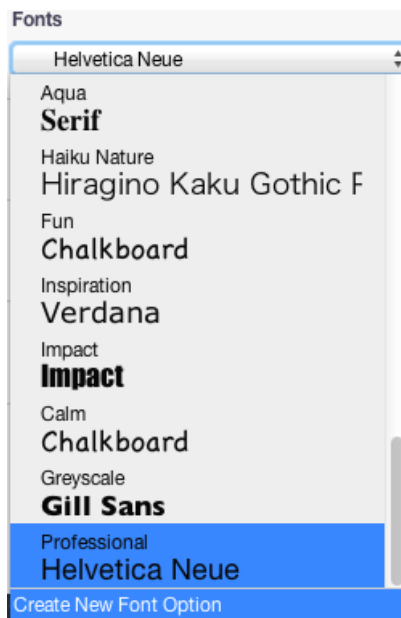 Fonts
Helvetica Neue
Aqua
Serif
Haiku Nature
Hiragino Kaku Gothic
Fun
Chalkboard
Inspiration
Verdana
Impact
Impact
Calm
Chalkboard
Greyscale
Gill Sans
Professional
Helvetica Neue
Create New Font Option